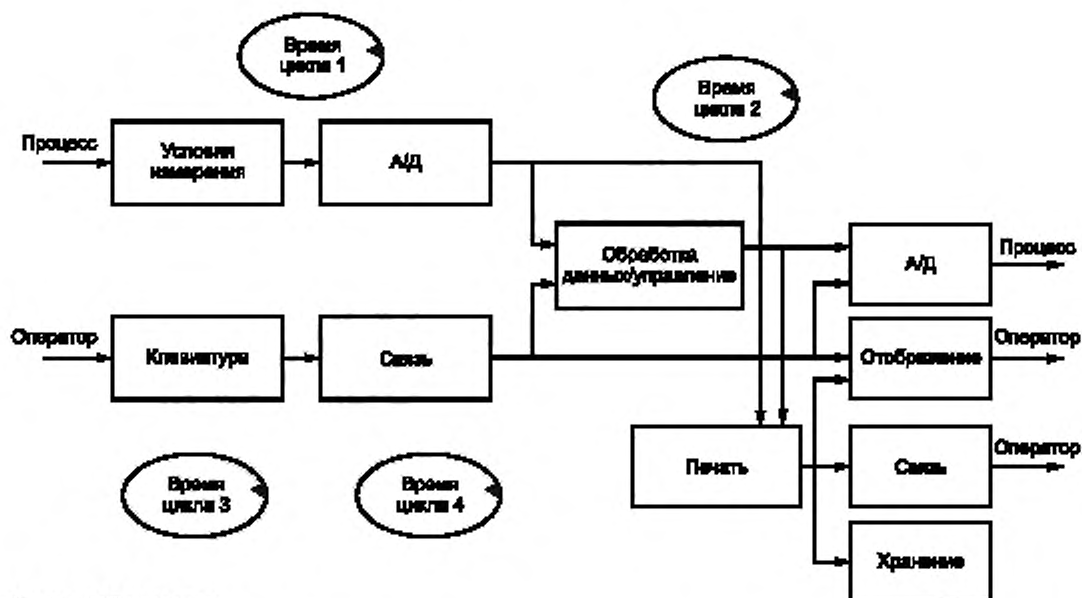 Время
цикла 1
Время
цикла 2
Процесс
Условия
измерения
А/Д
Обработка
данных/управление
А/Д
Процесс
Оператор
Клавиатура
Связь
Отображение
Оператор
Время
цикла 3
Время
цикла 4
Печать
Связь
Оператор
Хранение